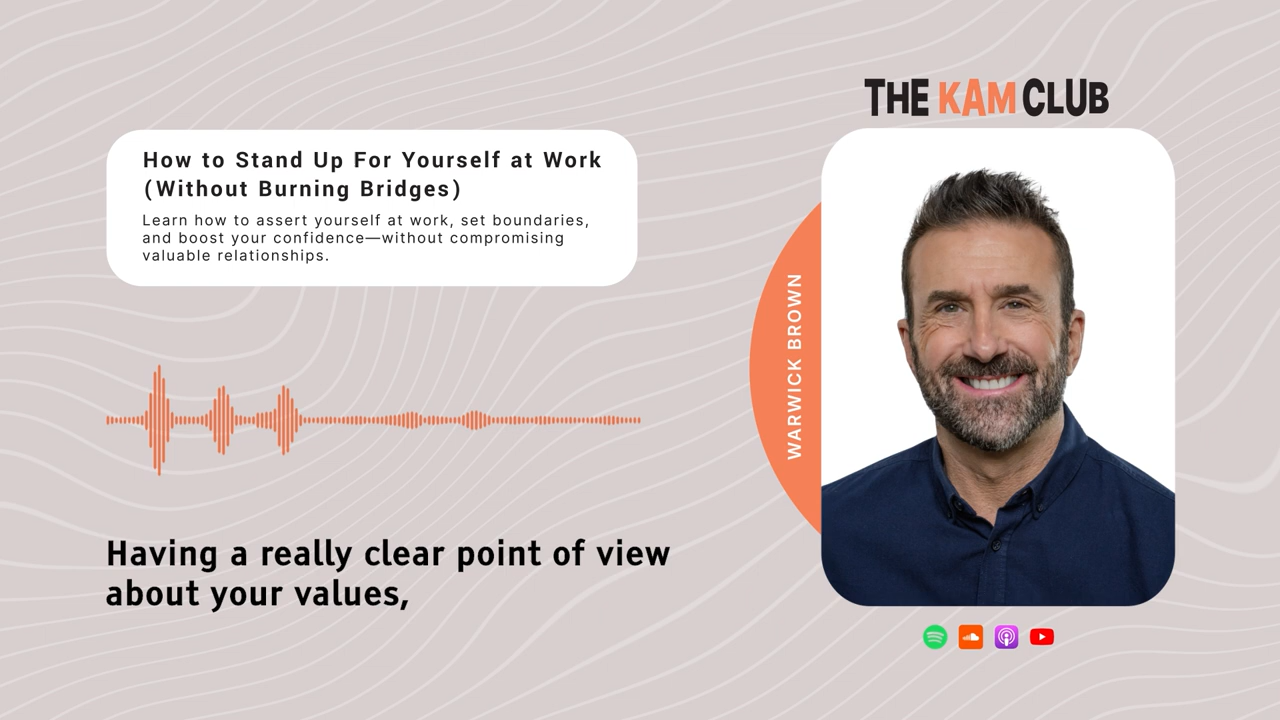 THE KAM CLUB
How to Stand Up For Yourself at Work
(Without Burning Bridges)
Learn how to assert yourself at work, set boundaries,
and boost your confidence—without compromising
valuable relationships.
WARWICK BROWN
Having a really clear point of view
about your values,